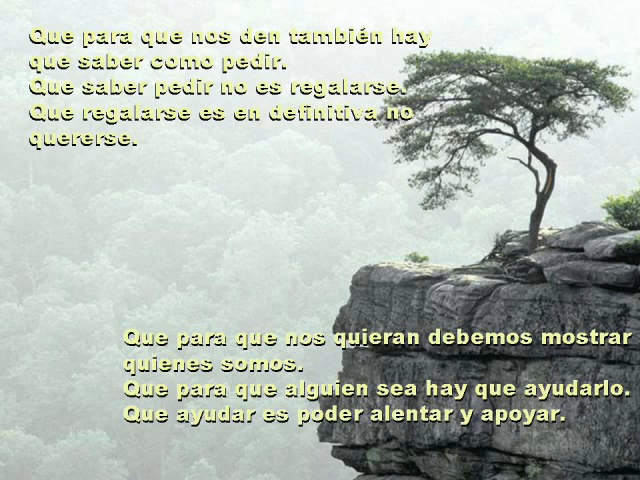 Que para que nos den también hay
que saber como pedir.
Que saber pedir no es regalarse.
Que regalarse es en definitiva no
quererse.
Que para que nos quieran debemos mostrar
quienes somos.
Que para que alguien sea hay que ayudarlo.
Que ayudar es poder alentar y apoyar.